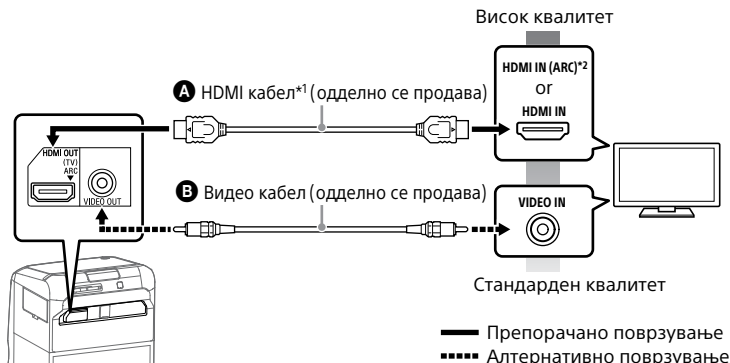 Висок квалитет
HDMI IN (ARC)*2
or
HDMI IN
A HDMI кабел*1 (одделно се продава)
HDMI OUT
(TV)
ARC
VIDEO OUT
B Видео кабел (одделно се продава)
VIDEO IN
Стандарден квалитет
Препорачано поврзување
Алтернативно поврзување